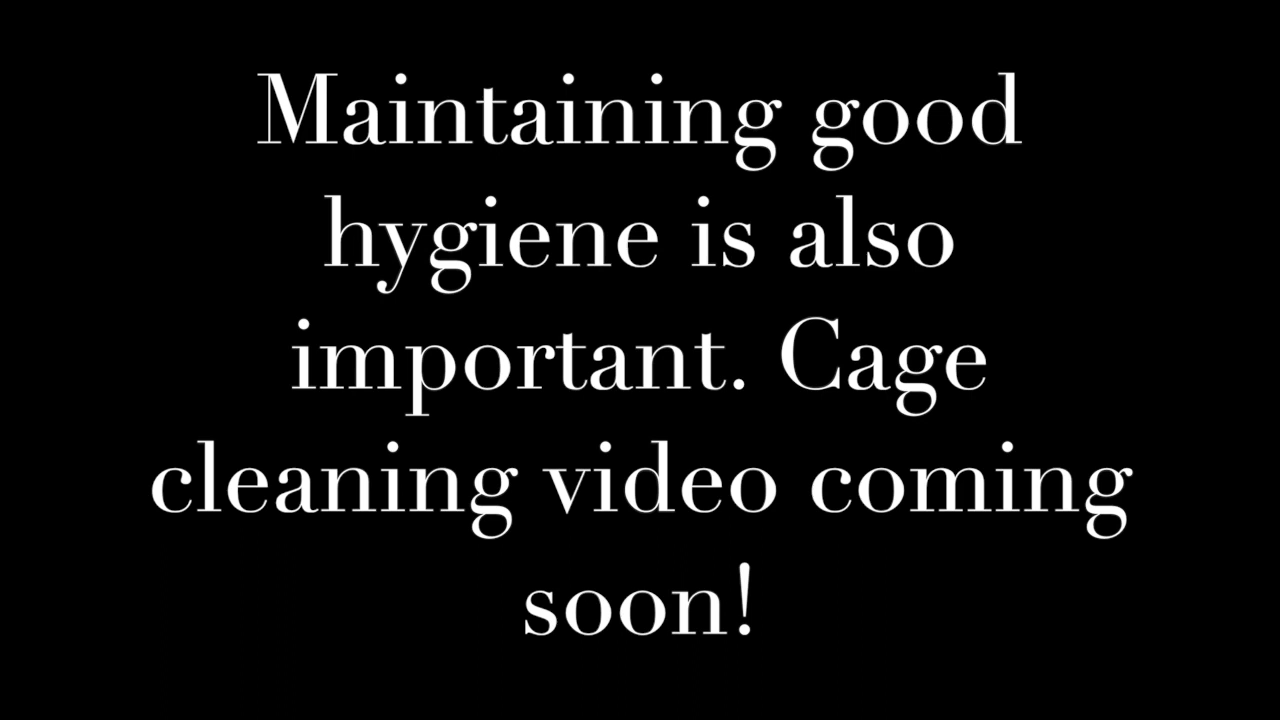 Maintaining good
hygiene is also
important. Cage
cleaning video coming
soon!